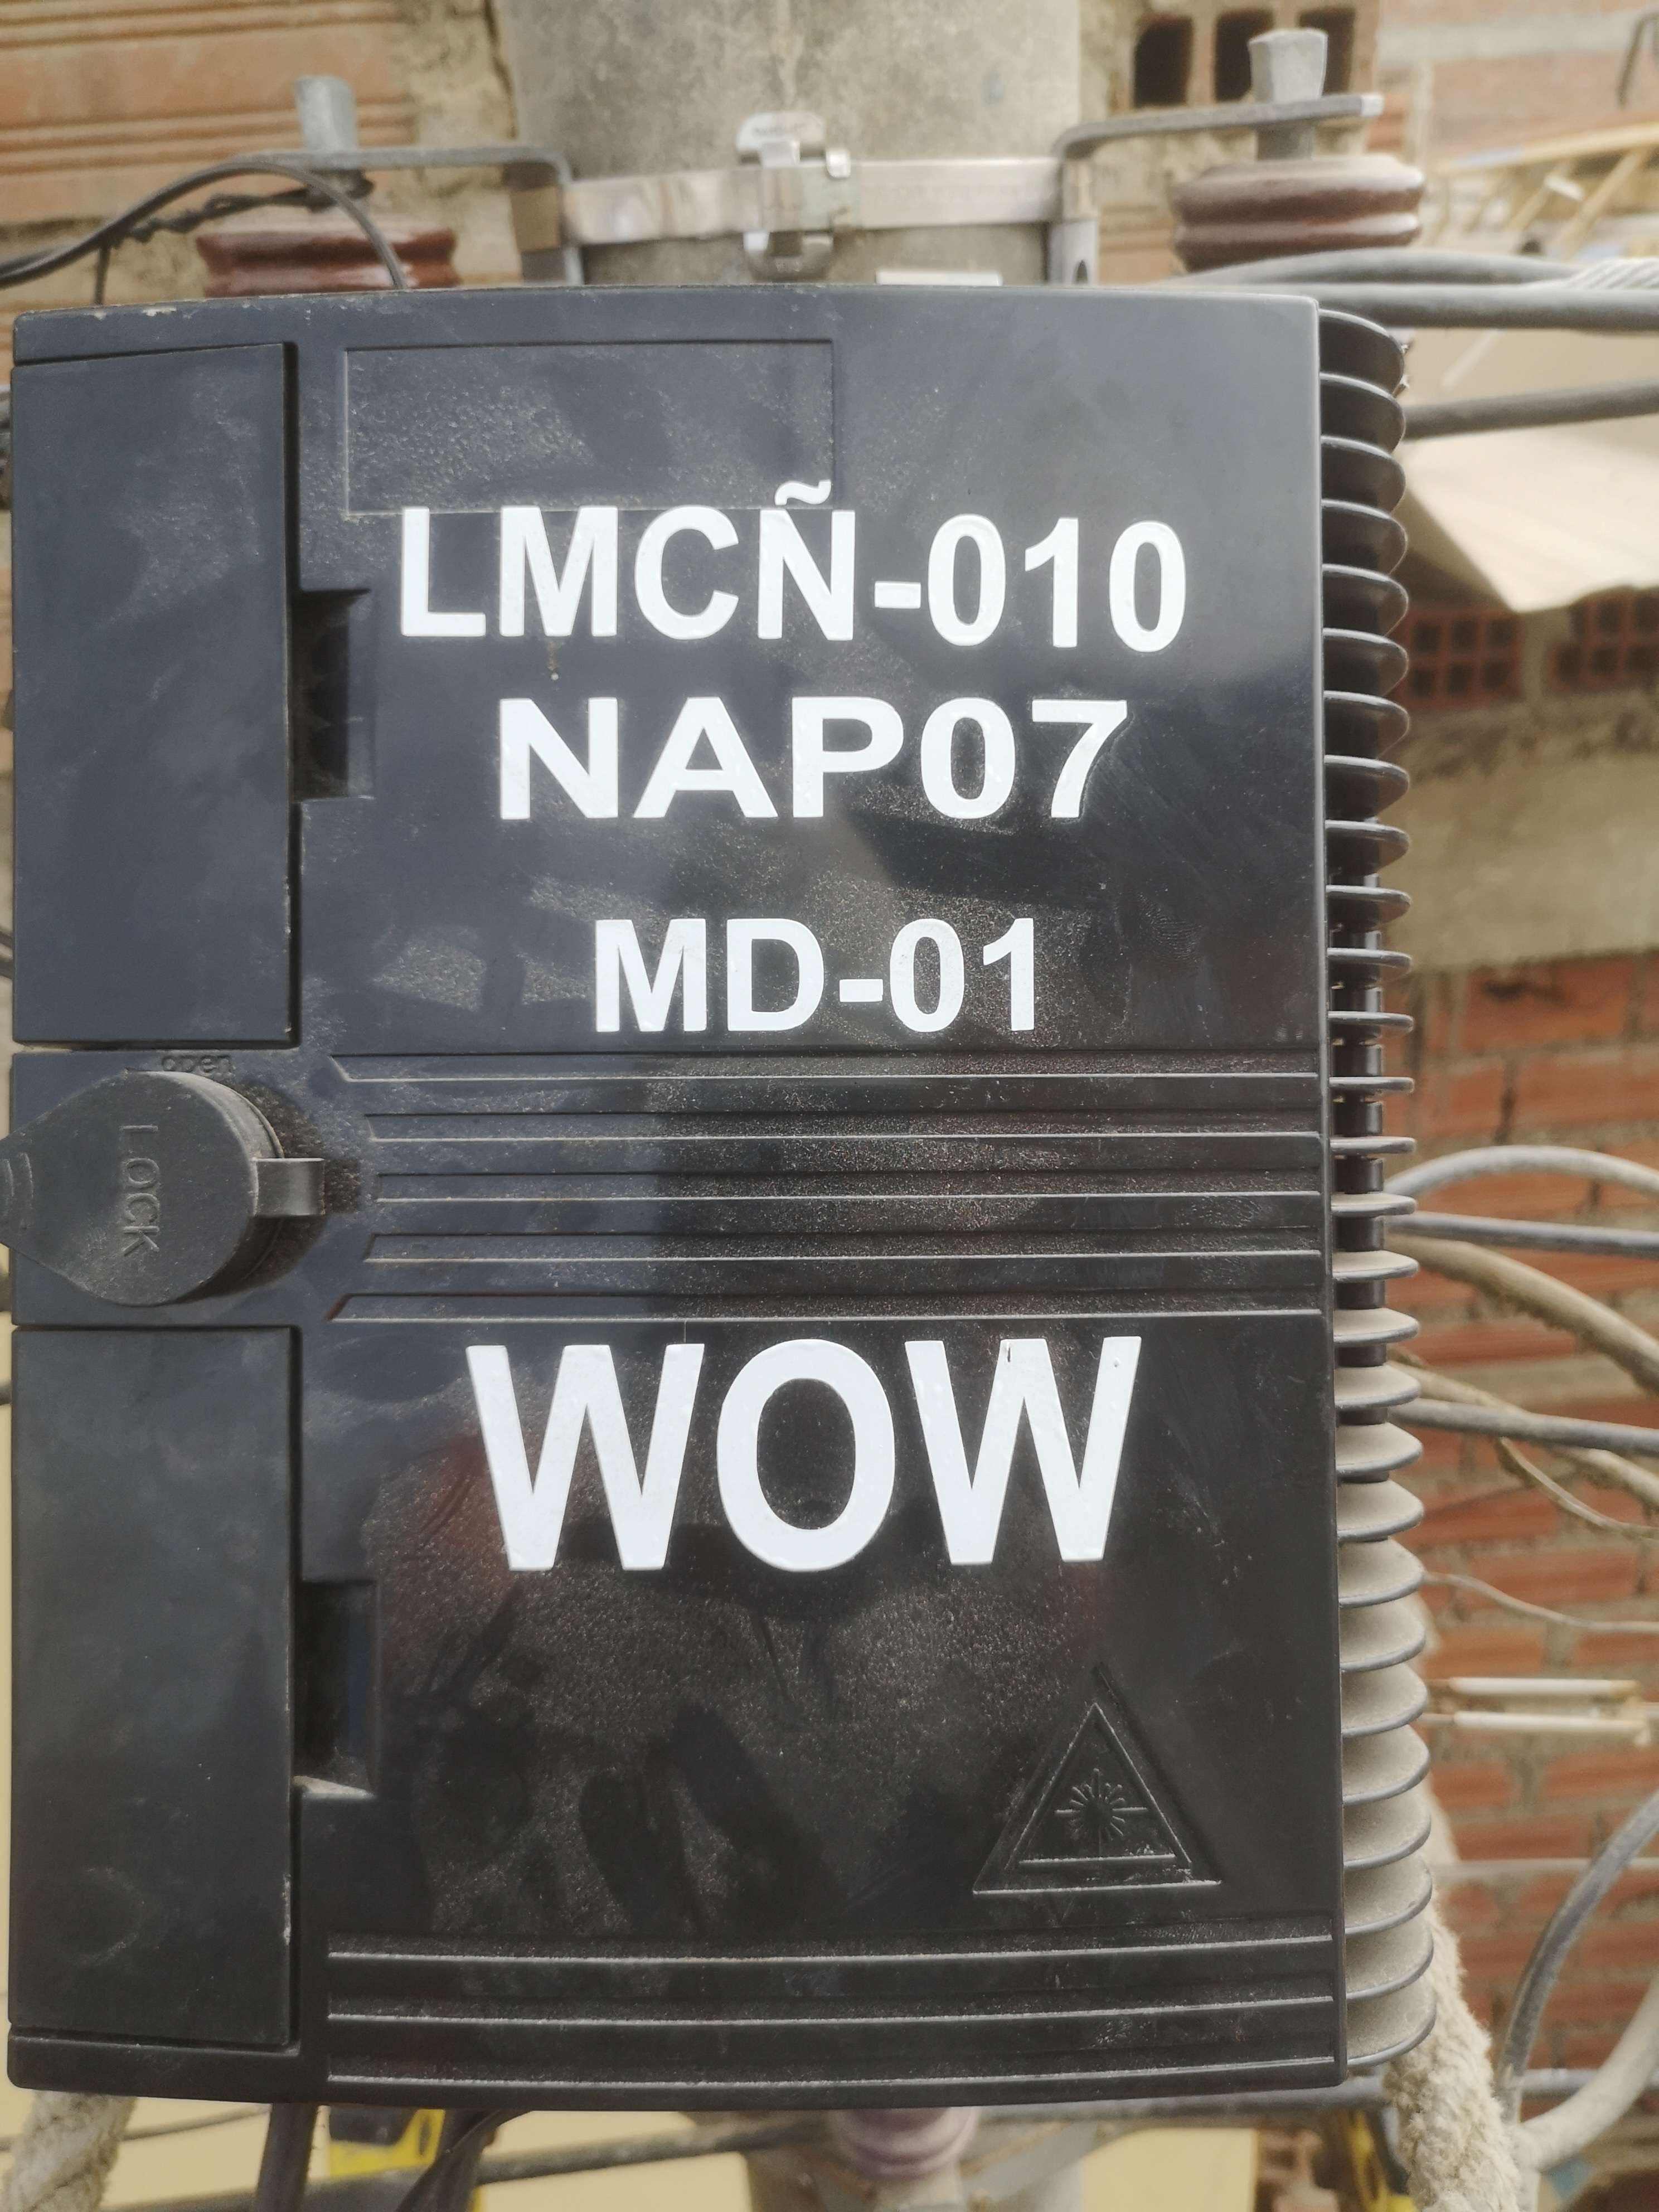 LMCÑ-010
NAP07
MD-01
open
LOCK
WOW